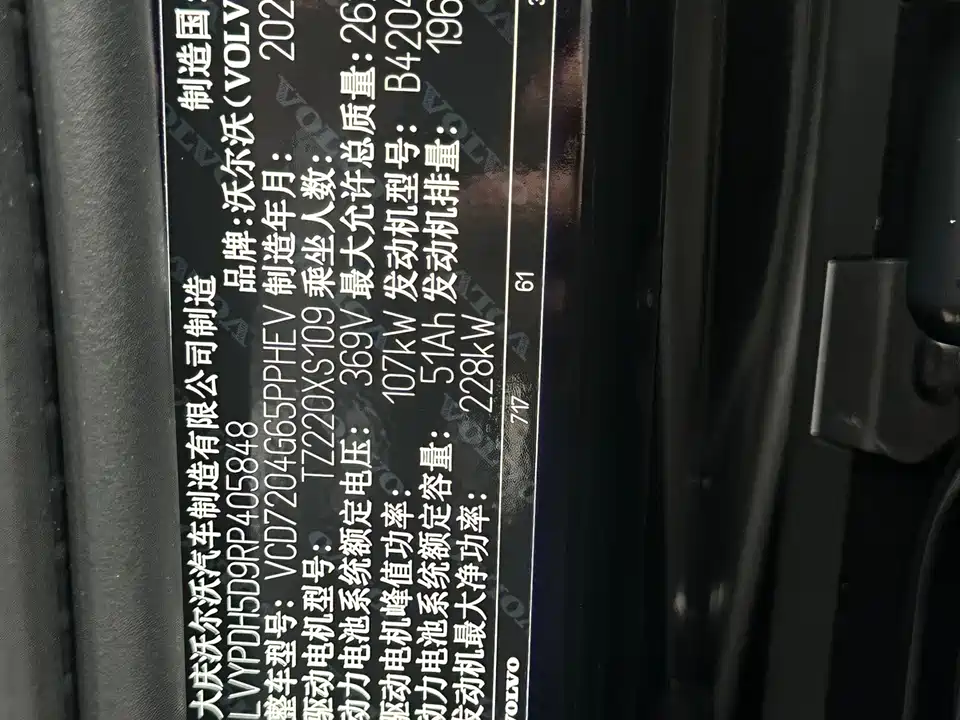 大庆沃尔沃汽车制造有限公司制造 制造国:
LVYPDH5D9RP405848 品牌:沃尔沃(VOLV
整车型号: VCD7204G65PPHEV 制造年月: 202
驱动电机型号: TZ220XS109 乘坐人数:
动力电池系统额定电压: 369V 最大允许总质量: 26
驱动电机峰值功率: 107kW 发动机型号: B4204
动力电池系统额定容量: 51Ah 发动机排量: 196
发动机最大净功率: 228kW
VOLVO 717 61 3